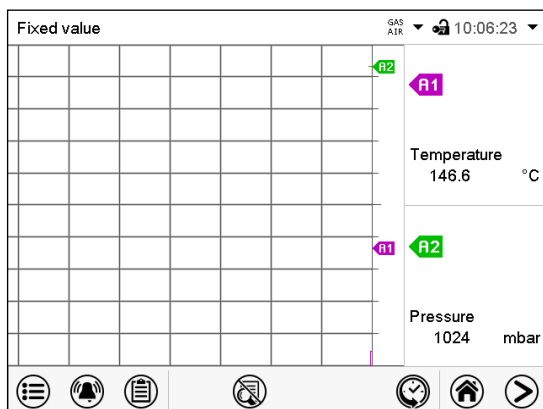 Fixed value
GAS
AIR
10:06:23
A2
A1
Temperature
146.6 °C
A1
A2
Pressure
1024 mbar